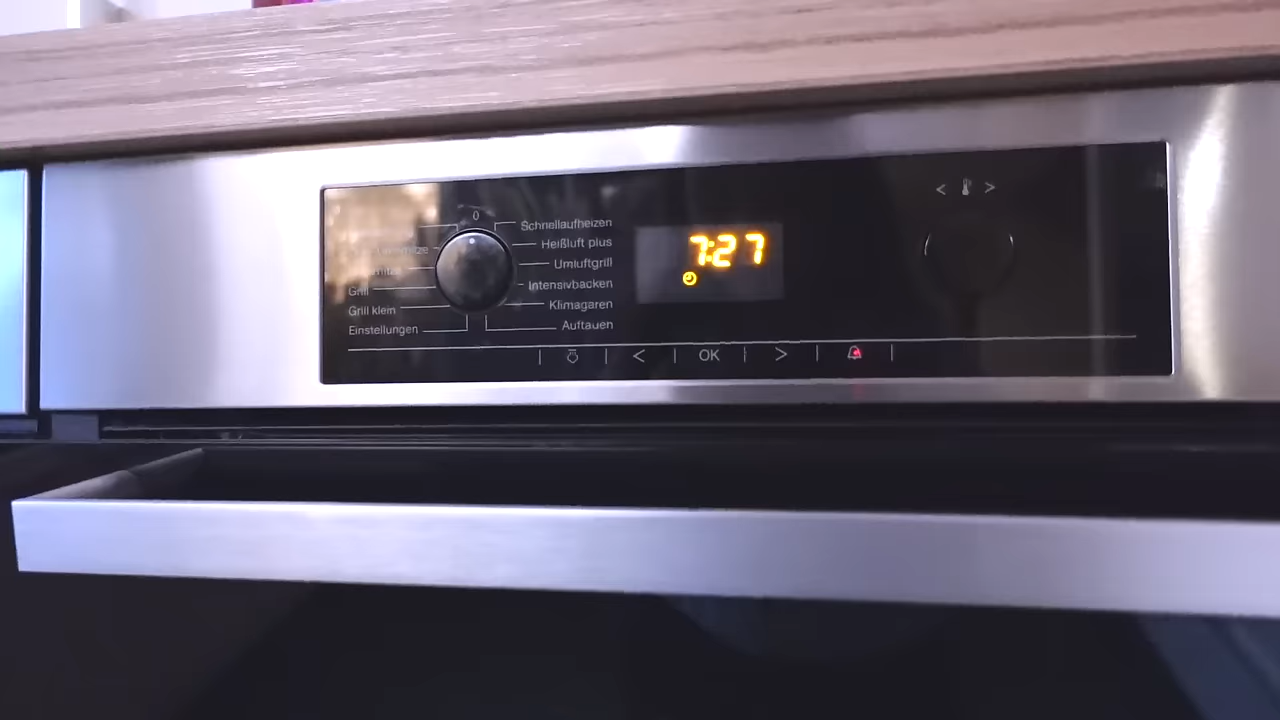 0
Schnellaufheizen
Heißluft plus
Umluftgrill
Intensivbacken
Klimagaren
Auftauen
Grill
Grill klein
Einstellungen
7:27
< >
< OK >